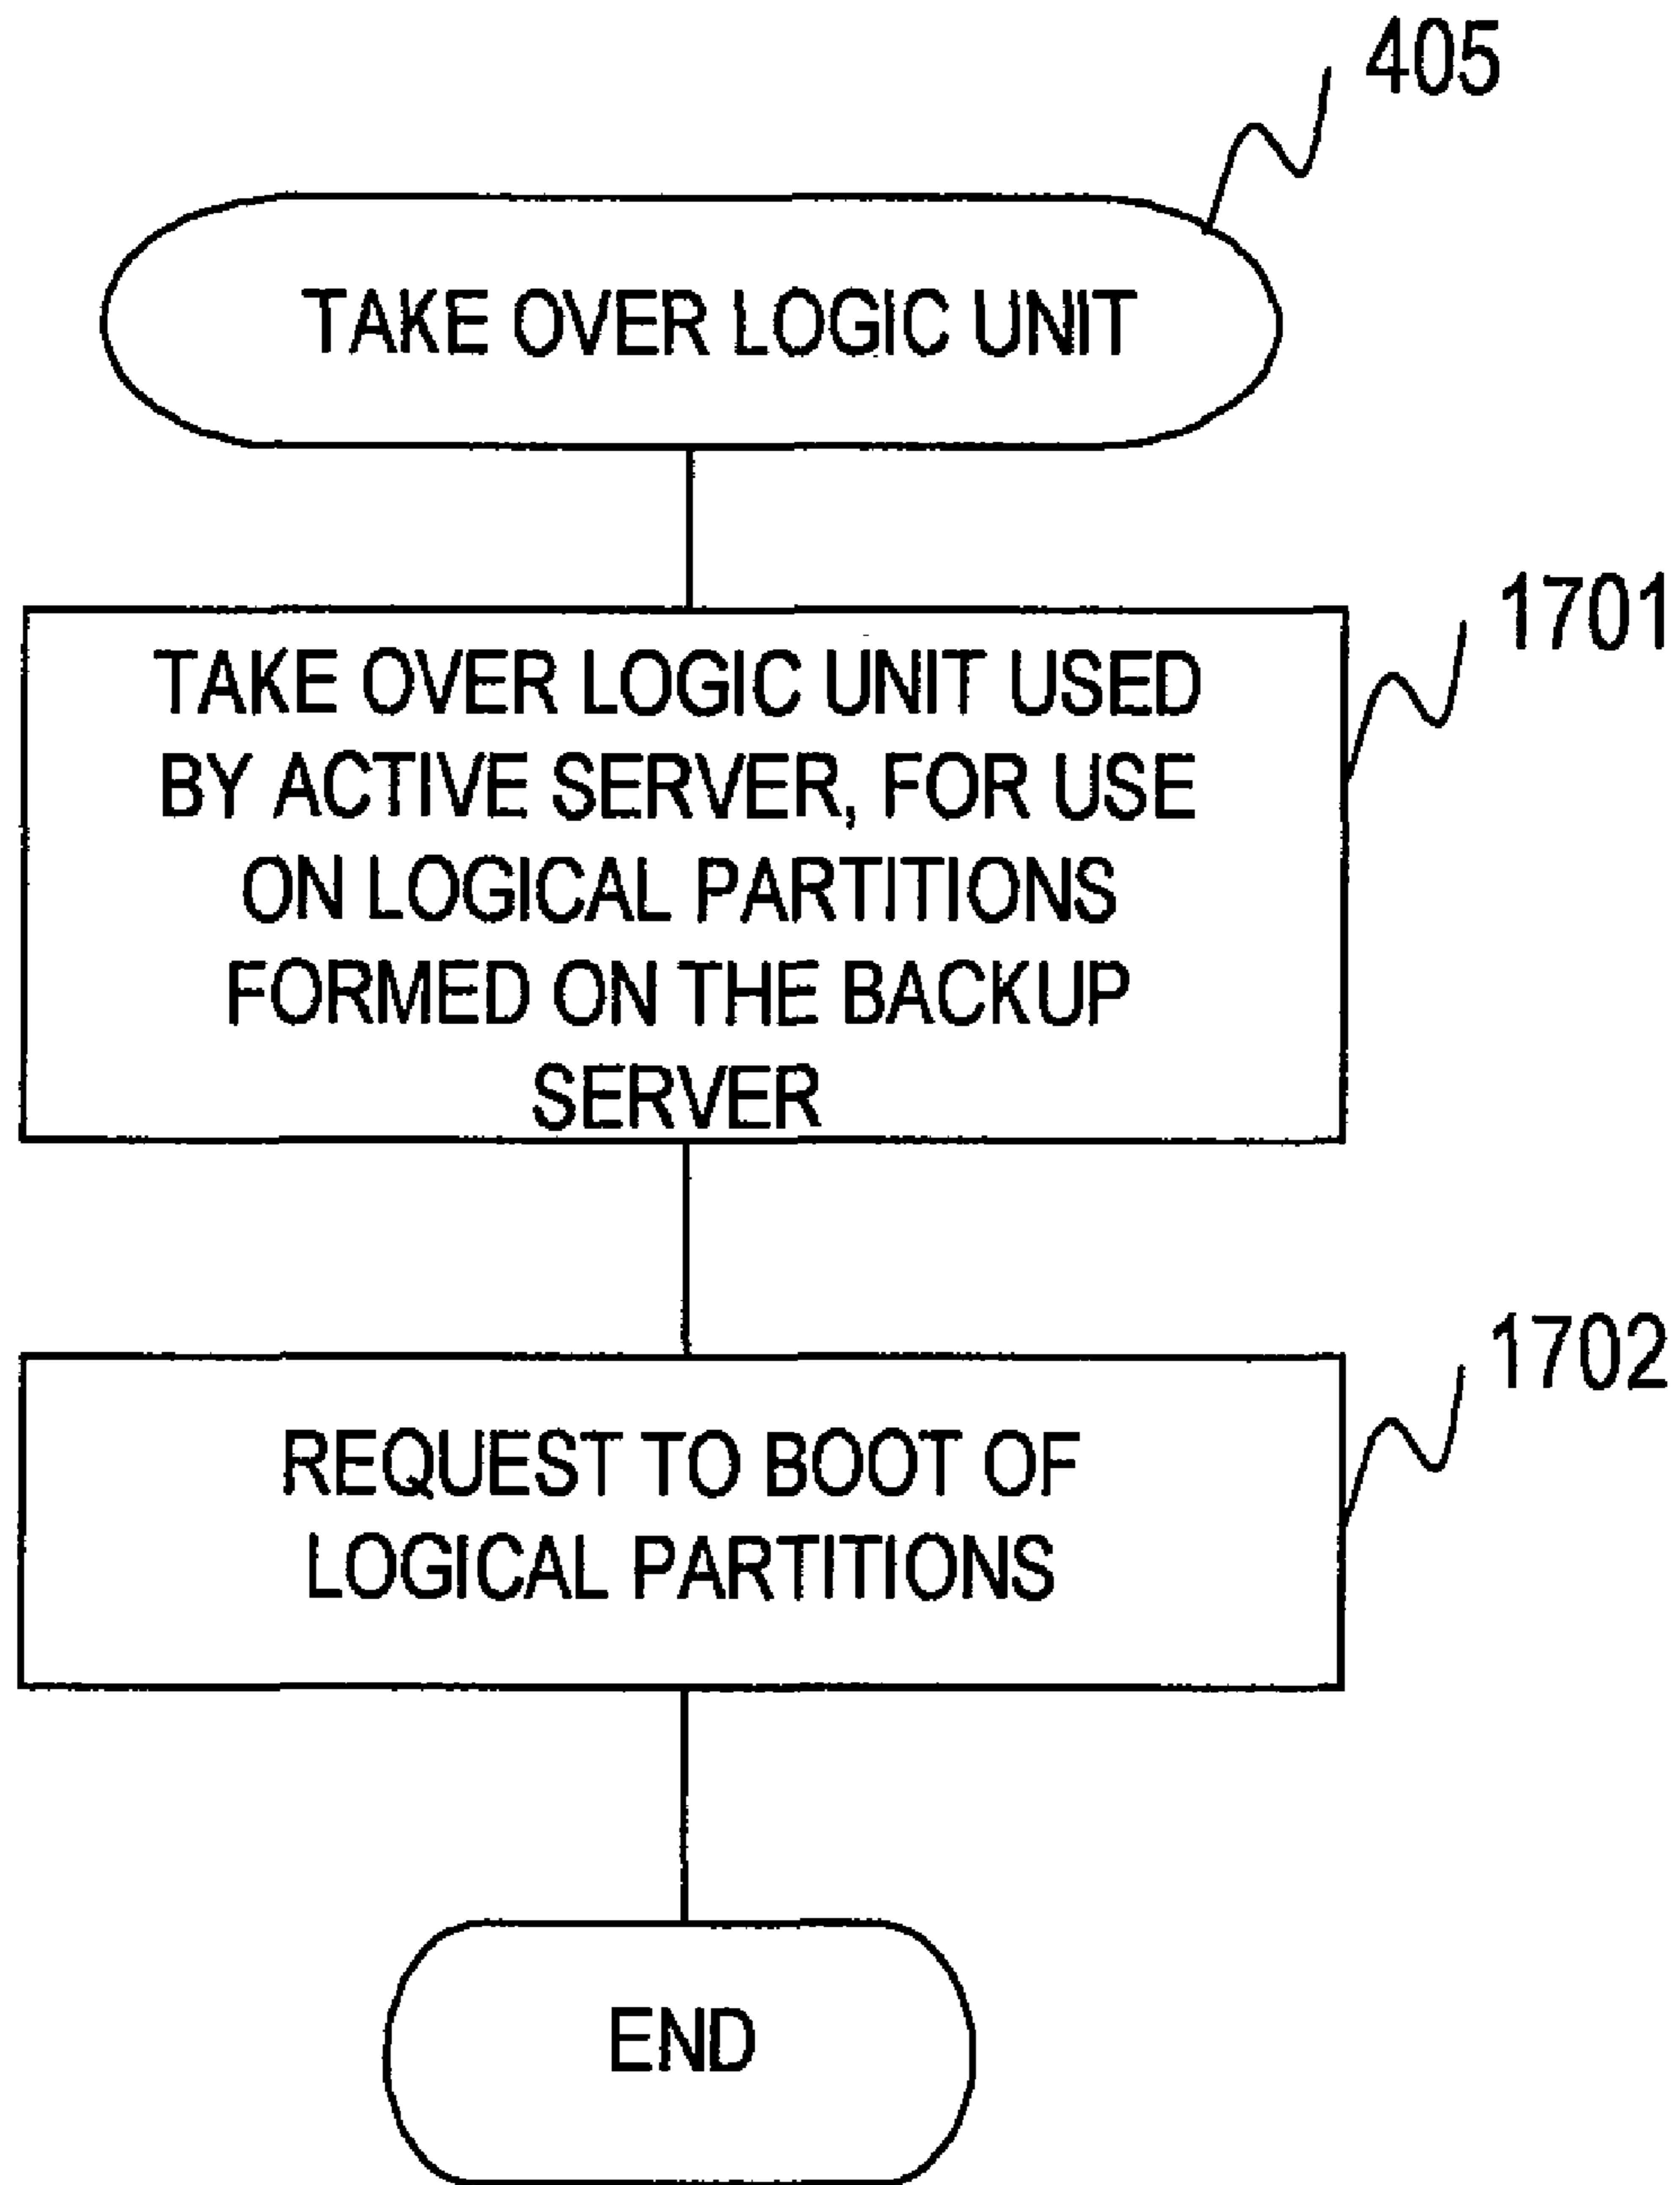 405
TAKE OVER LOGIC UNIT
1701
TAKE OVER LOGIC UNIT USED
BY ACTIVE SERVER, FOR USE
ON LOGICAL PARTITIONS
FORMED ON THE BACKUP
SERVER
1702
REQUEST TO BOOT OF
LOGICAL PARTITIONS
END